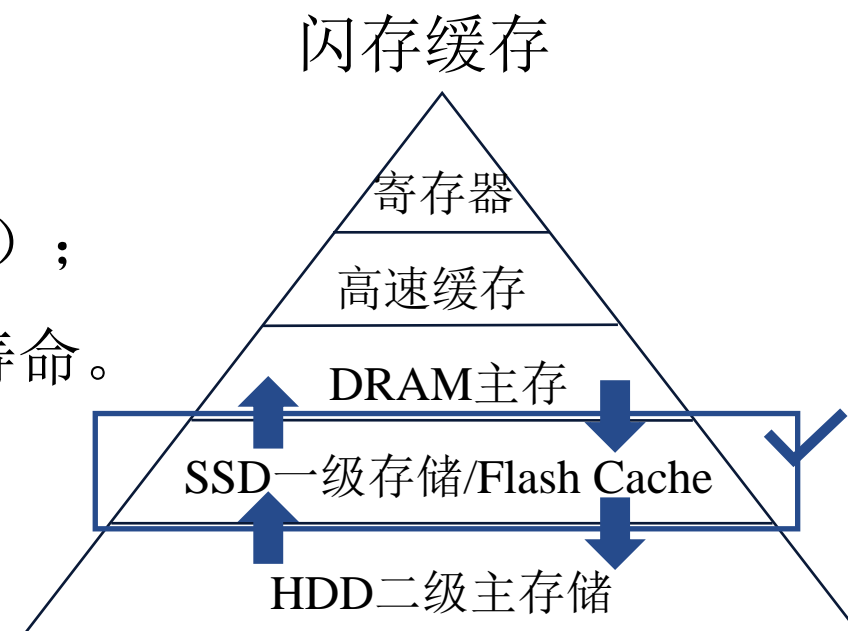 闪存缓存
寄存器
）；
高速缓存
寿命。
DRAM主存
SSD一级存储/Flash Cache
HDD二级主存储